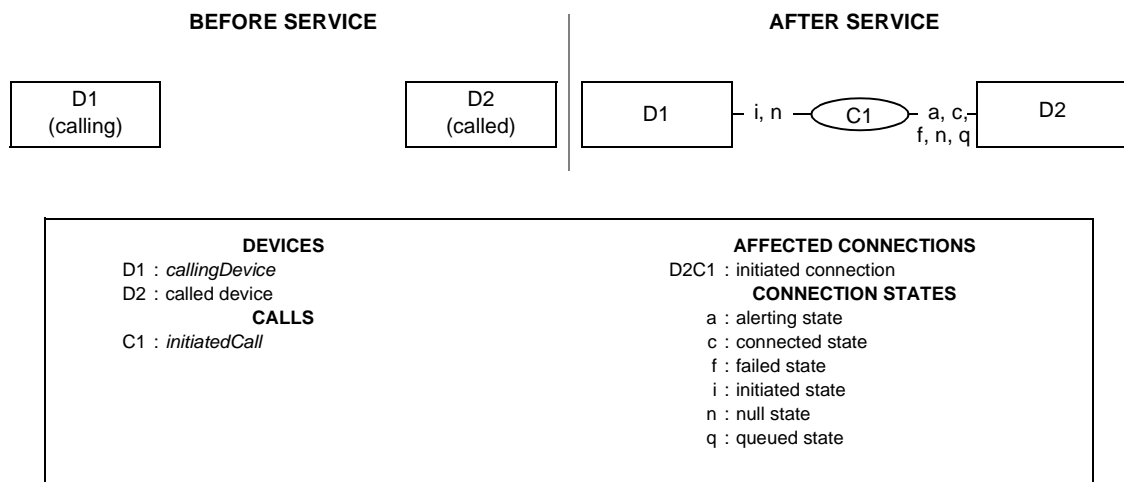 BEFORE SERVICE
AFTER SERVICE
D1
(calling)
D2
(called)
D1
i, n
C1
a, c,
f, n, q
D2
DEVICES
D1 : callingDevice
D2 : called device
CALLS
C1 : initiatedCall
AFFECTED CONNECTIONS
D2C1 : initiated connection
CONNECTION STATES
a : alerting state
c : connected state
f : failed state
i : initiated state
n : null state
q : queued state